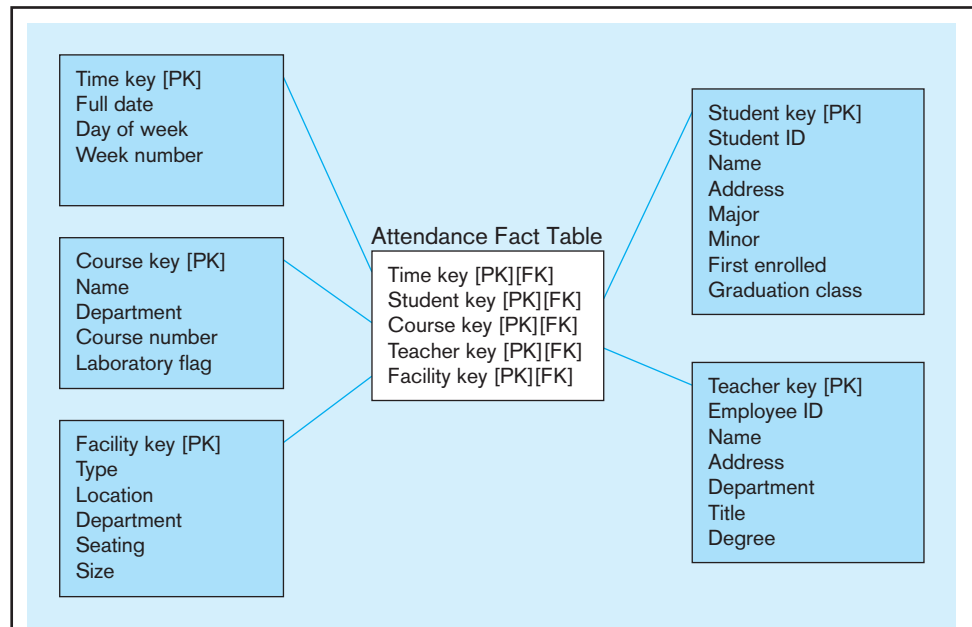 Time key [PK]
Full date
Day of week
Week number
Course key [PK]
Name
Department
Course number
Laboratory flag
Facility key [PK]
Type
Location
Department
Seating
Size
Attendance Fact Table
Time key [PK][FK]
Student key [PK][FK]
Course key [PK][FK]
Teacher key [PK][FK]
Facility key [PK][FK]
Student key [PK]
Student ID
Name
Address
Major
Minor
First enrolled
Graduation class
Teacher key [PK]
Employee ID
Name
Address
Department
Title
Degree